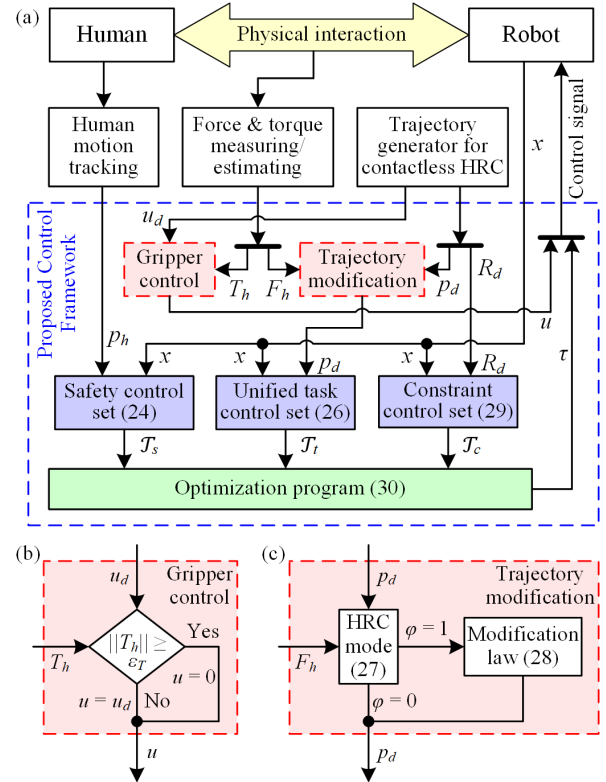 (a)
Human
Physical interaction
Robot
Human
motion
tracking
Force & torque
measuring/
estimating
Trajectory
generator for
contactless HRC
x
Control signal
Proposed Control
Framework
u_d
Gripper
control
T_h
F_h
Trajectory
modification
p_d
R_d
u
τ
p_h
x
x
p_d
x
R_d
Safety control
set (24)
Unified task
control set (26)
Constraint
control set (29)
𝒯_s
𝒯_t
𝒯_c
Optimization program (30)
(b)
u_d
Gripper
control
||T_h|| ≥
ε_T
Yes
T_h
u = 0
u = u_d
No
u
(c)
p_d
Trajectory
modification
HRC
mode
(27)
φ = 1
Modification
law (28)
F_h
φ = 0
p_d